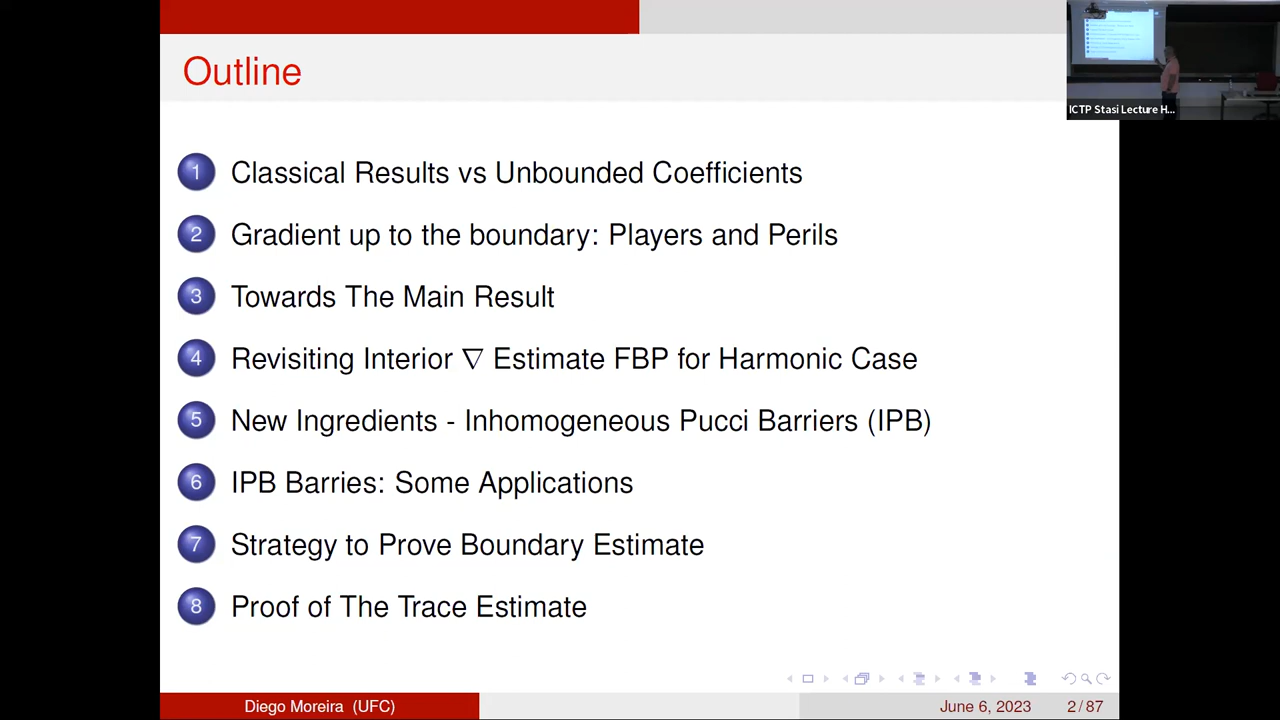 Outline
ICTP Stasi Lecture H...
1 Classical Results vs Unbounded Coefficients
2 Gradient up to the boundary: Players and Perils
3 Towards The Main Result
4 Revisiting Interior ∇ Estimate FBP for Harmonic Case
5 New Ingredients - Inhomogeneous Pucci Barriers (IPB)
6 IPB Barries: Some Applications
7 Strategy to Prove Boundary Estimate
8 Proof of The Trace Estimate
Diego Moreira (UFC)
June 6, 2023
2/87